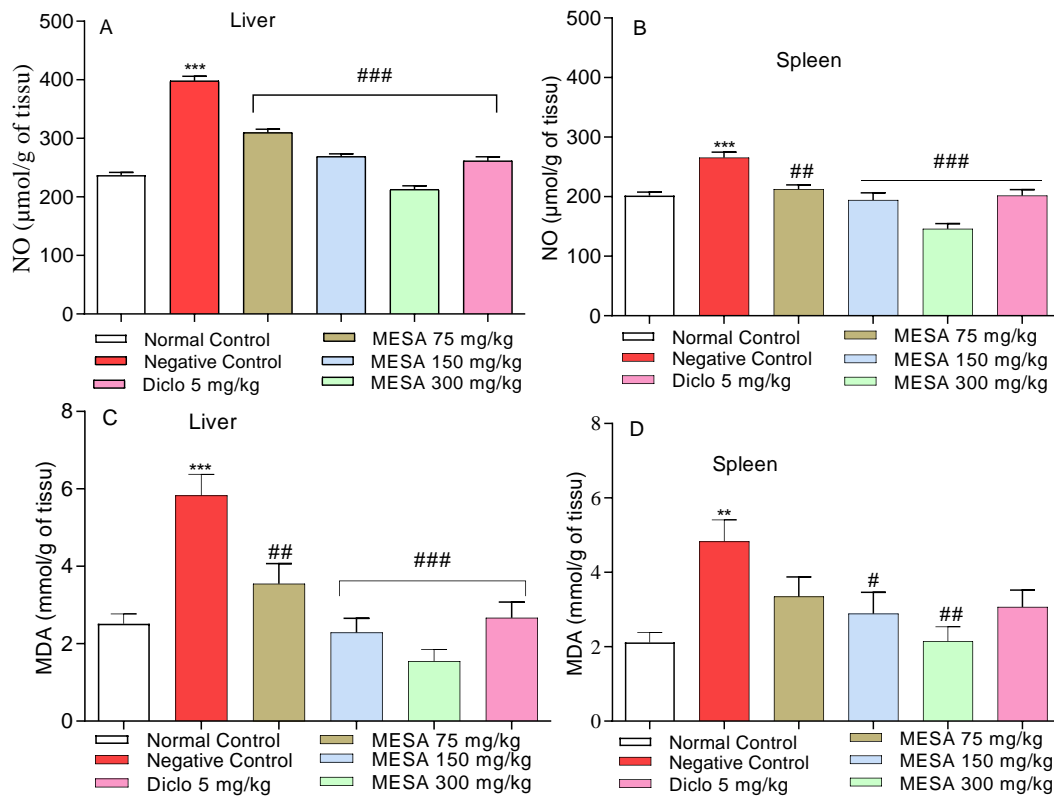 A
Liver
NO (µmol/g of tissu)
500
400
300
200
100
0
***
###
Normal Control
Negative Control
Diclo 5 mg/kg
MESA 75 mg/kg
MESA 150 mg/kg
MESA 300 mg/kg
B
Spleen
NO (µmol/g of tissu)
500
400
300
200
100
0
***
##
###
Normal Control
Negative Control
Diclo 5 mg/kg
MESA 75 mg/kg
MESA 150 mg/kg
MESA 300 mg/kg
C
Liver
MDA (mmol/g of tissu)
8
6
4
2
0
***
##
###
Normal Control
Negative Control
Diclo 5 mg/kg
MESA 75 mg/kg
MESA 150 mg/kg
MESA 300 mg/kg
D
Spleen
MDA (mmol/g of tissu)
8
6
4
2
0
**
#
##
Normal Control
Negative Control
Diclo 5 mg/kg
MESA 75 mg/kg
MESA 150 mg/kg
MESA 300 mg/kg